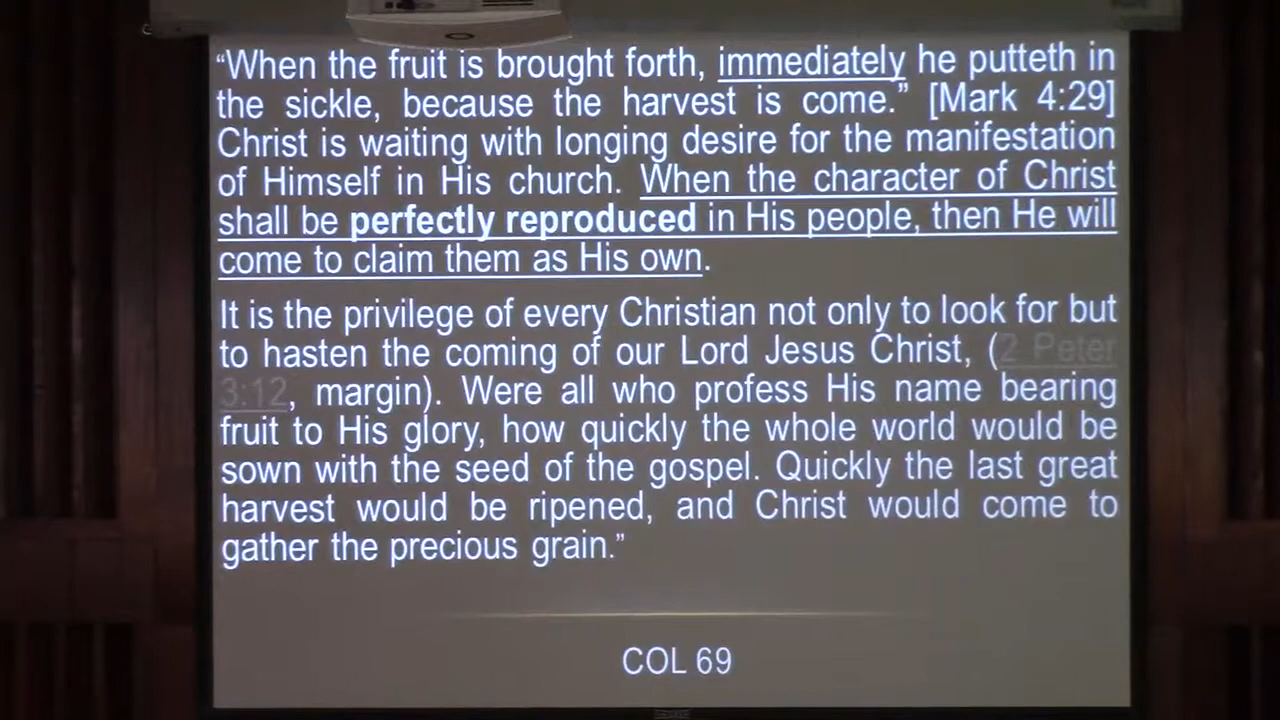 “When the fruit is brought forth, immediately he putteth in
the sickle, because the harvest is come.” [Mark 4:29]
Christ is waiting with longing desire for the manifestation
of Himself in His church. When the character of Christ
shall be perfectly reproduced in His people, then He will
come to claim them as His own.
It is the privilege of every Christian not only to look for but
to hasten the coming of our Lord Jesus Christ, (2 Peter
3:12, margin). Were all who profess His name bearing
fruit to His glory, how quickly the whole world would be
sown with the seed of the gospel. Quickly the last great
harvest would be ripened, and Christ would come to
gather the precious grain.”
COL 69